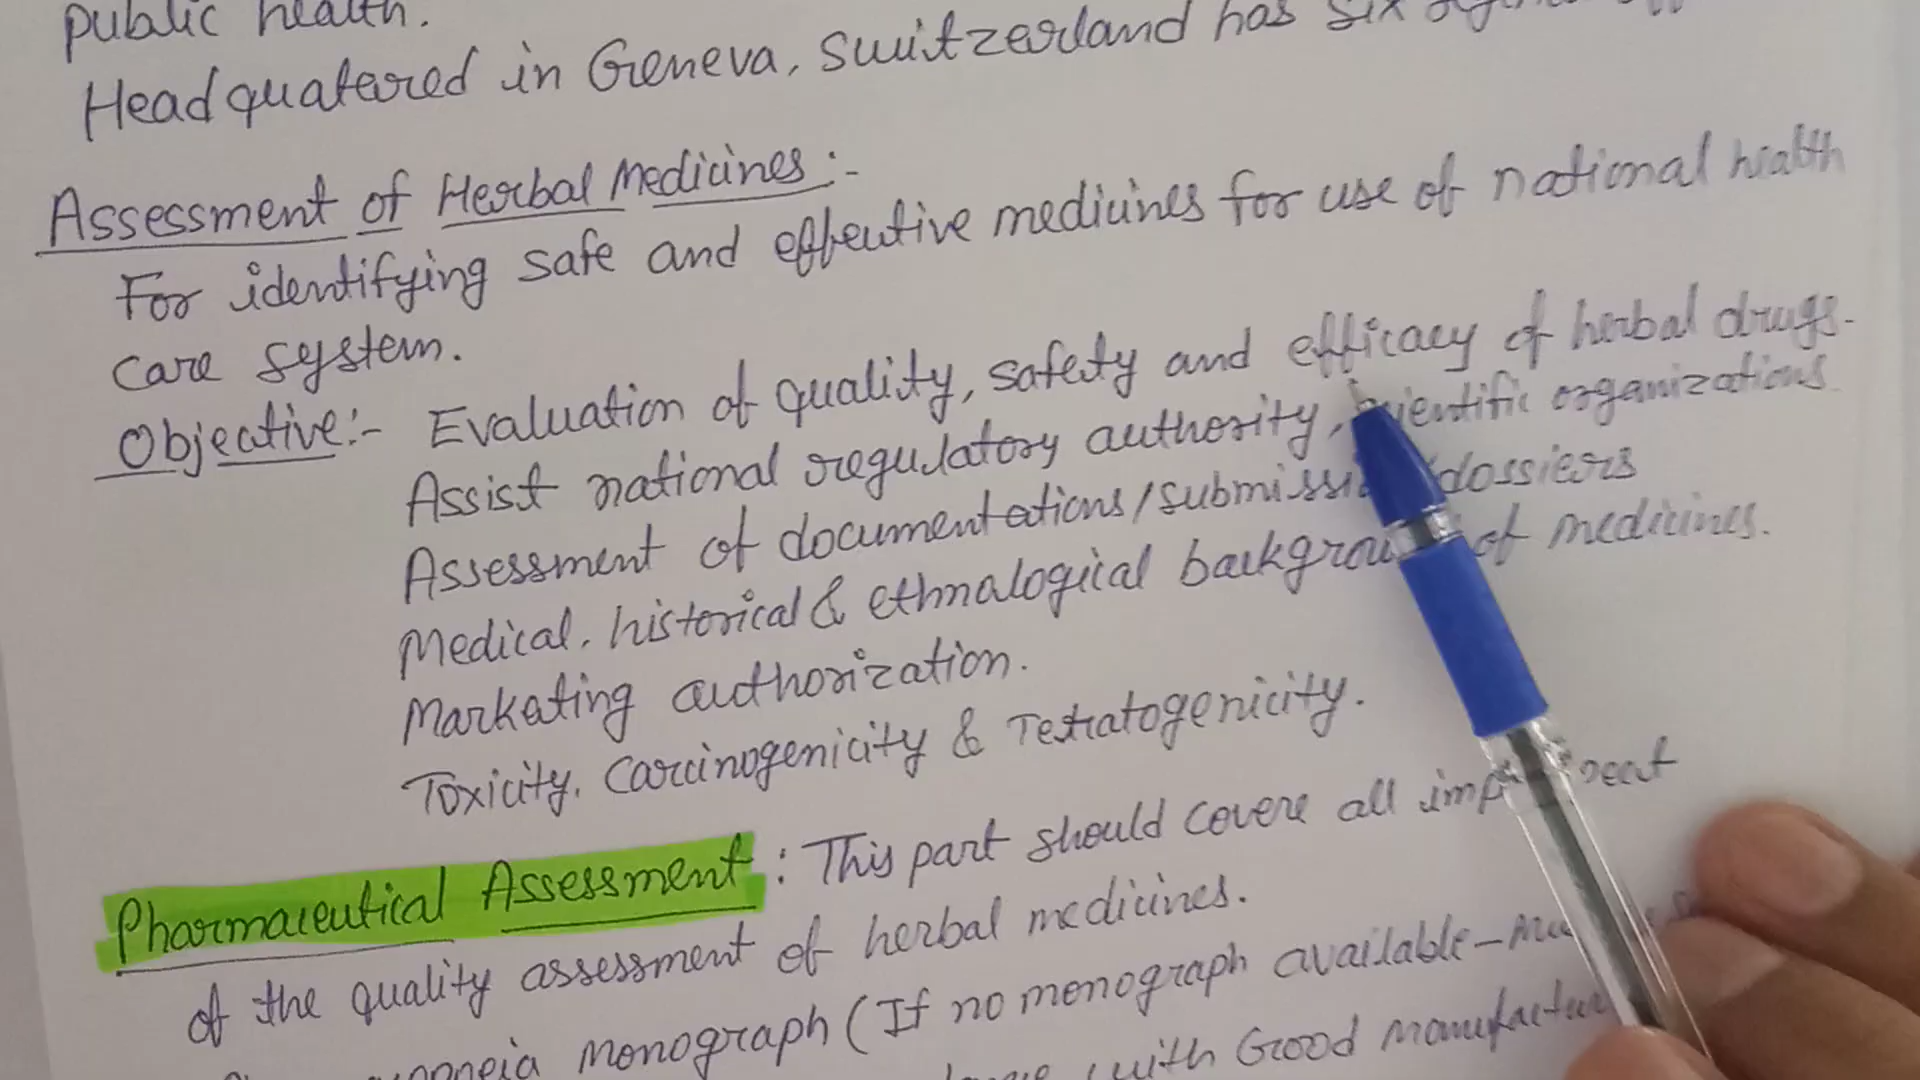 public health.
Headquatered in Geneva, Switzerland has six
Assessment of Herbal Medicines :-
For identifying safe and effective medicines for use of national health
care system.
Objective:- Evaluation of quality, safety and efficacy of herbal drugs.
Assist national regulatory authority, scientific organizations
Assessment of documentations/submission/dossiers
Medical, historical & ethnalogical background of medicines.
Marketing authorization.
Toxicity, Carcinogenicity & Tetratogenicity.
Pharmaceutical Assessment : This part should covere all
of the quality assessment of herbal medicines.
monograph (If no monograph available -
with Good